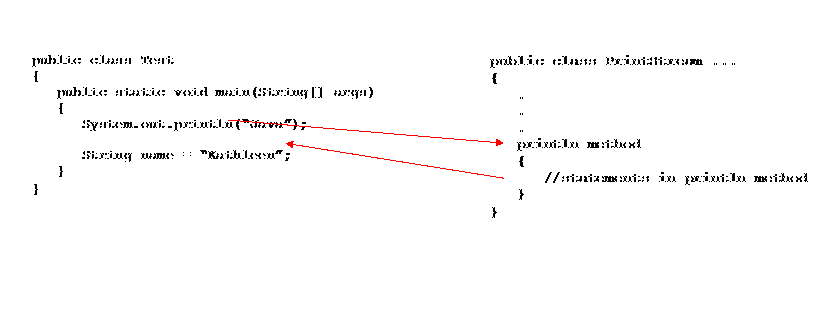 public class Test
{
public static void main(String[] args)
{
System.out.println("Java");
String name = "Kathleen";
}
}
public class PrintStream ...
{
.
.
.
println method
{
//statements in println method
}
}